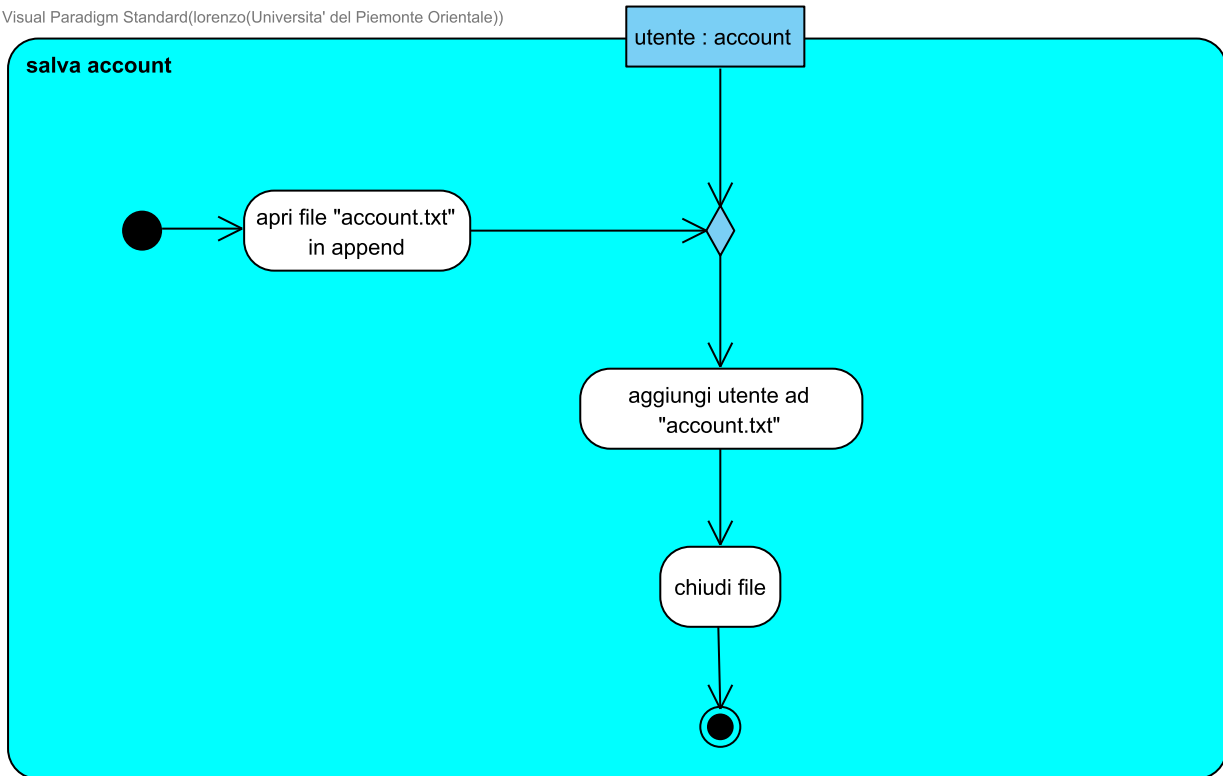 Visual Paradigm Standard(lorenzo(Universita' del Piemonte Orientale))
utente : account
salva account
apri file "account.txt"
in append
aggiungi utente ad
"account.txt"
chiudi file